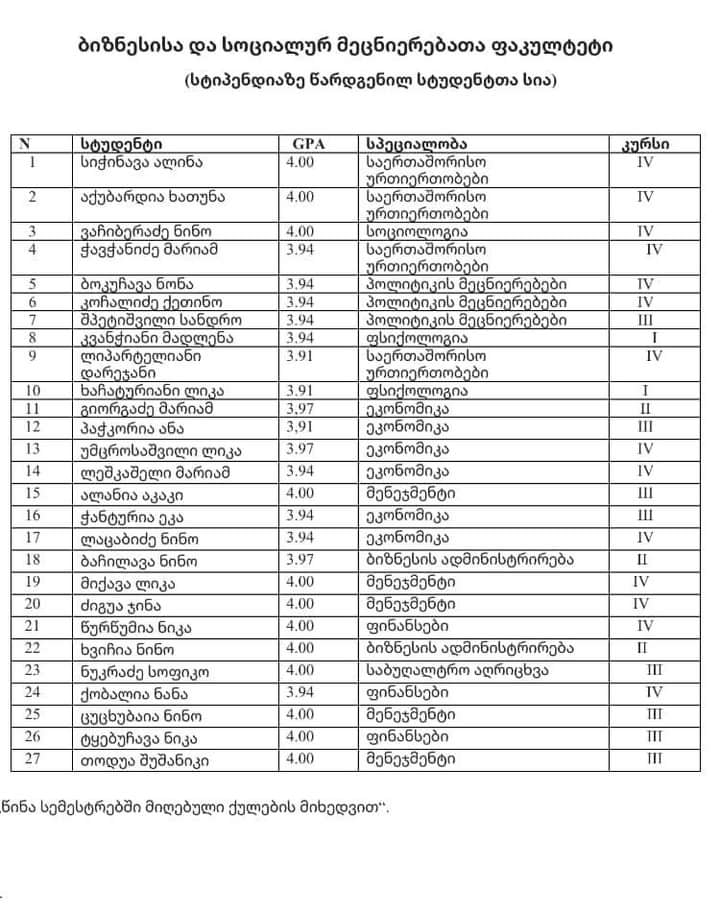 ბიზნესისა და სოციალურ მეცნიერებათა ფაკულტეტი
(სტიპენდიაზე წარდგენილ სტუდენტთა სია)
N სტუდენტი GPA სპეციალობა კურსი
1 სიჭინავა ალინა 4.00 საერთაშორისო IV
ურთიერთობები
2 აქუბარდია ხათუნა 4.00 საერთაშორისო IV
ურთიერთობები
3 ვაჩიბერაძე ნინო 4.00 სოციოლოგია IV
4 ჭავჭანიძე მარიამ 3.94 საერთაშორისო IV
ურთიერთობები
5 ბოკუჩავა ნონა 3.94 პოლიტიკის მეცნიერებები IV
6 კოჩალიძე ქეთინო 3.94 პოლიტიკის მეცნიერებები IV
7 შპეტიშვილი სანდრო 3.94 პოლიტიკის მეცნიერებები III
8 კვანჭიანი მადლენა 3.94 ფსიქოლოგია I
9 ლიპარტელიანი 3.91 საერთაშორისო IV
დარეჯანი ურთიერთობები
10 ხაჩატურიანი ლიკა 3.91 ფსიქოლოგია I
11 გიორგაძე მარიამ 3,97 ეკონომიკა II
12 პაჭკორია ანა 3,91 ეკონომიკა III
13 უმცროსაშვილი ლიკა 3.97 ეკონომიკა IV
14 ლეშკაშელი მარიამ 3.94 ეკონომიკა IV
15 ალანია აკაკი 4.00 მენეჯმენტი III
16 ჭანტურია ეკა 3.94 ეკონომიკა III
17 ლაცაბიძე ნინო 3.94 ეკონომიკა IV
18 ბაჩილავა ნინო 3.97 ბიზნესის ადმინისტრირება II
19 მიქავა ლიკა 4.00 მენეჯმენტი IV
20 ძიგუა ჯინა 4.00 მენეჯმენტი IV
21 წურწუმია ნიკა 4.00 ფინანსები IV
22 ხვიჩია ნინო 4.00 ბიზნესის ადმინისტრირება II
23 ნუკრაძე სოფიკო 4.00 საბუღალტრო აღრიცხვა III
24 ქობალია ნანა 3.94 ფინანსები IV
25 ცუცხუბაია ნინო 4.00 მენეჯმენტი III
26 ტყებუჩავა ნიკა 4.00 ფინანსები III
27 თოდუა შუშანიკი 4.00 მენეჯმენტი III
წინა სემესტრებში მიღებული ქულების მიხედვით“.